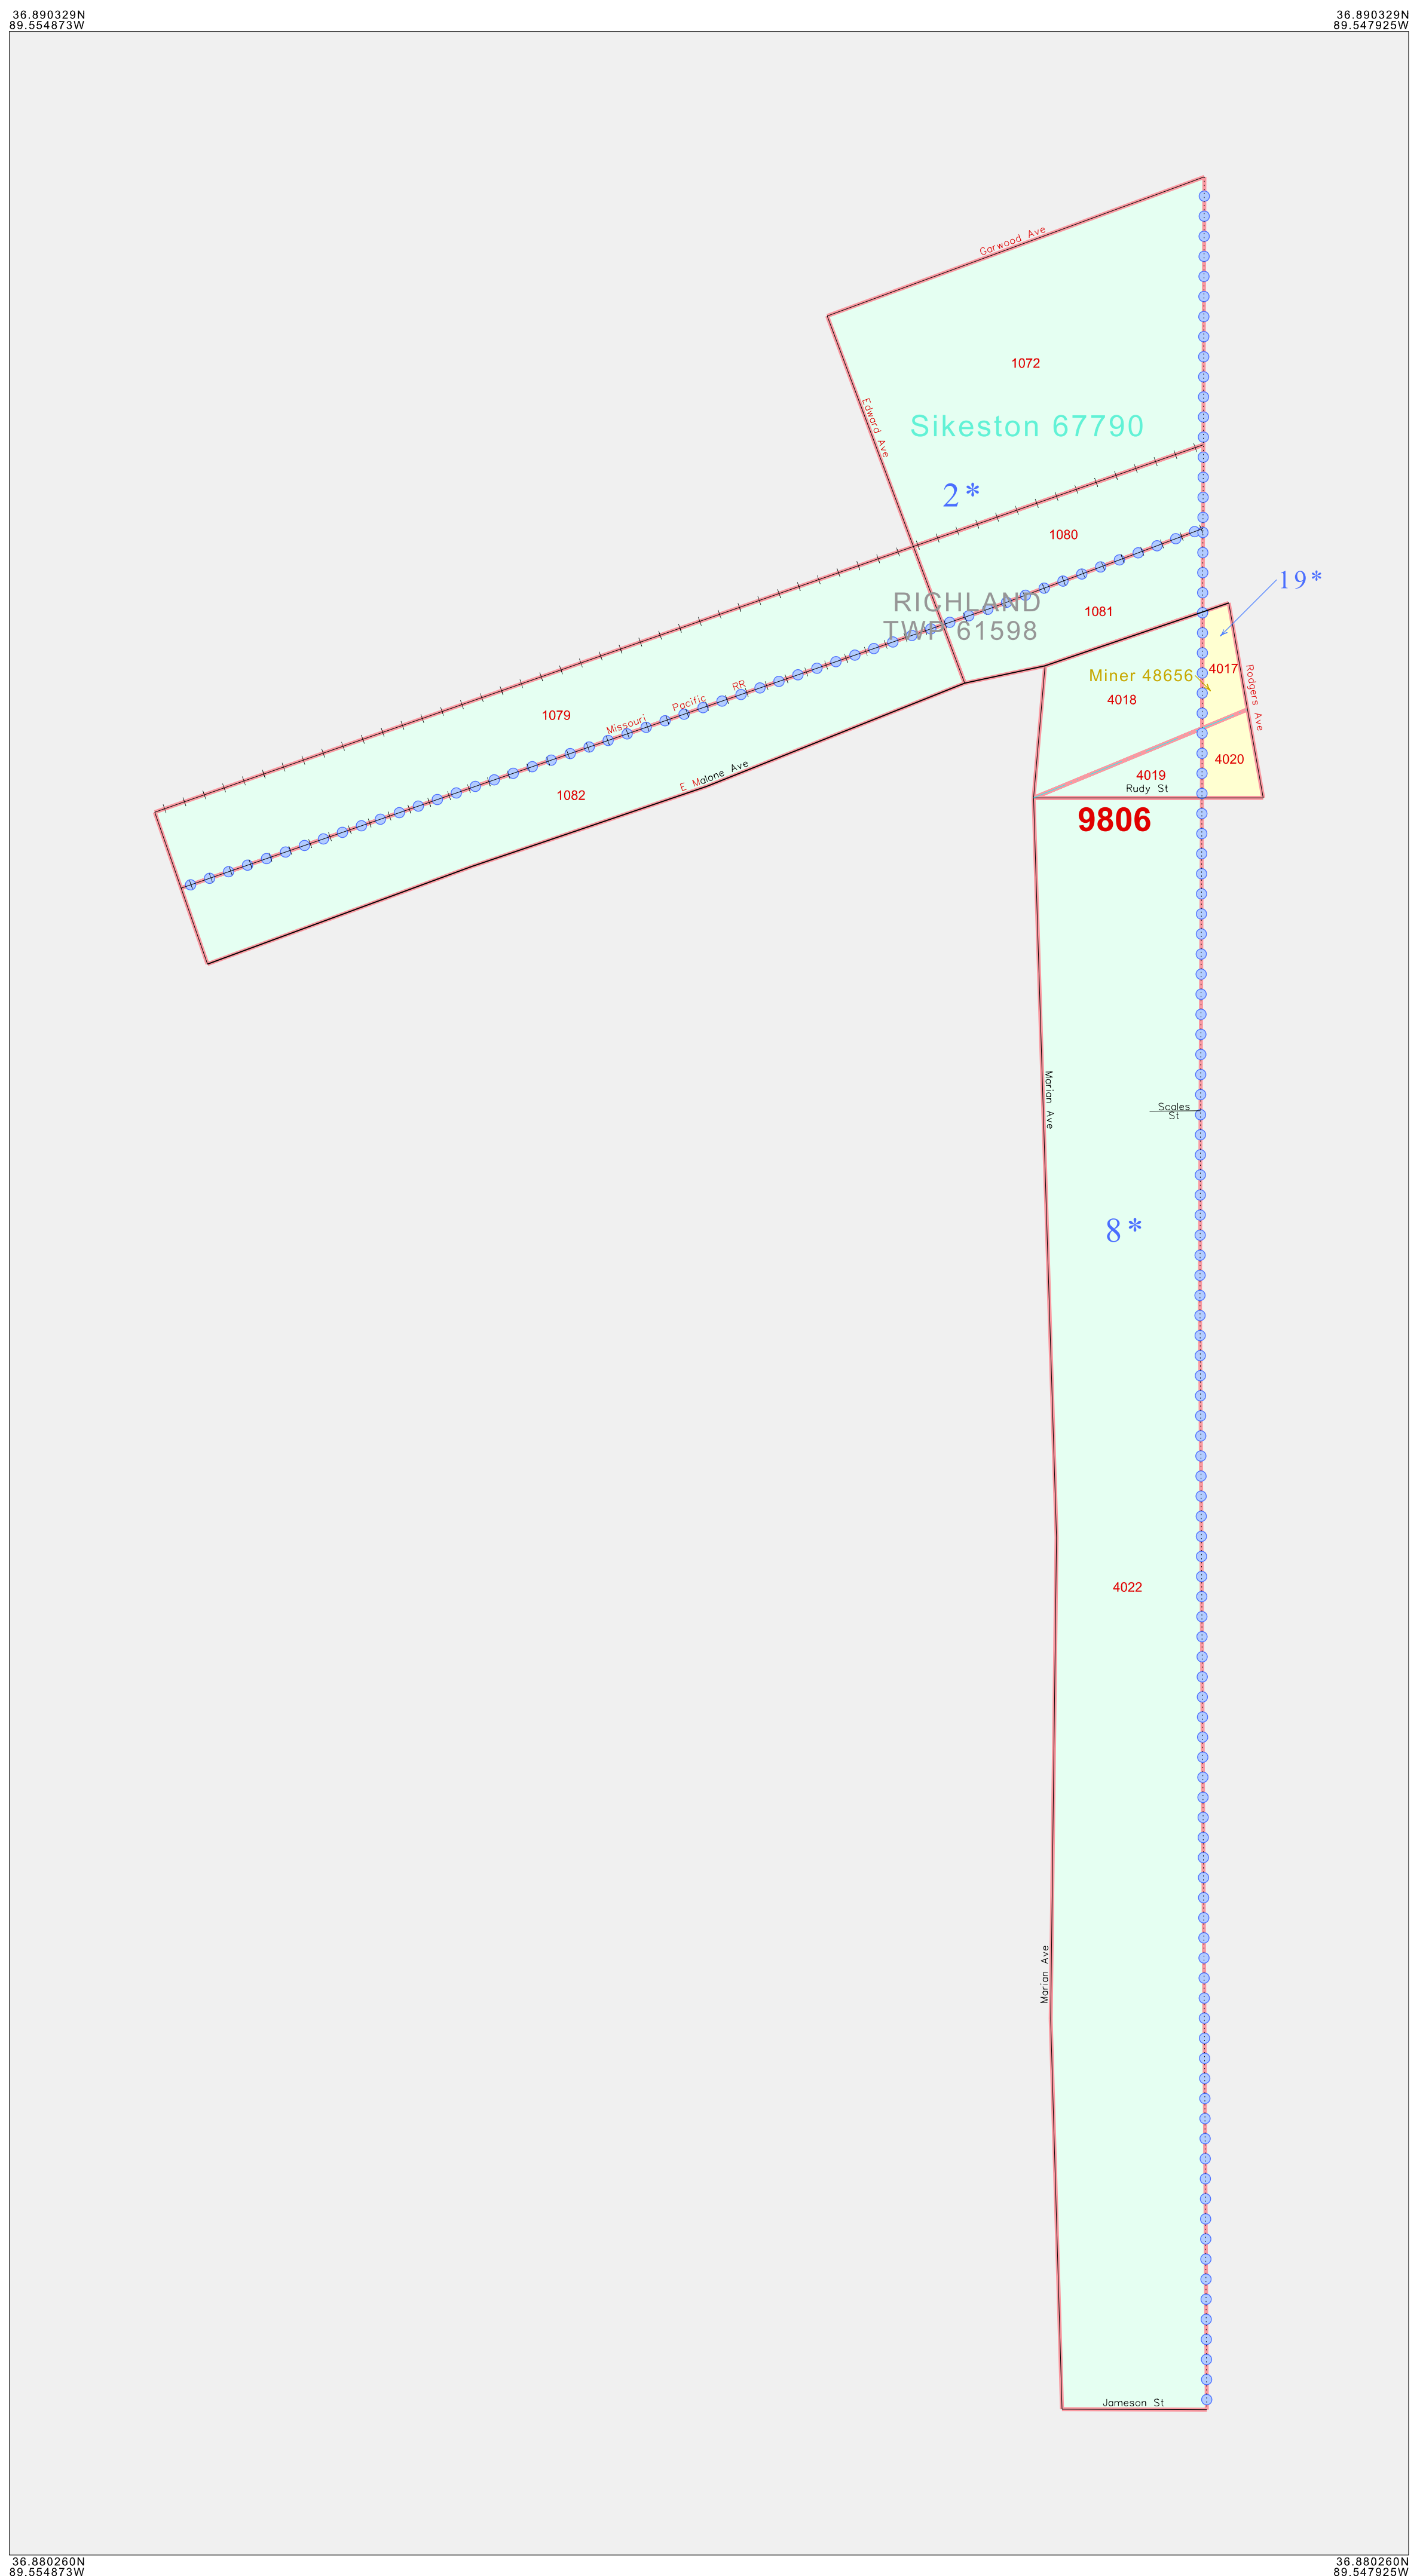 36.890329N
89.554873W
36.890329N
89.547925W
Garwood Ave
1072
Edward Ave
Sikeston 67790
2*
1080
19*
RICHLAND
TWP 61598
1081
Miner 48656
4017
Rodgers Ave
4018
1079
Missouri Pacific RR
4020
E Malone Ave
4019
Rudy St
1082
9806
Marian Ave
Scales
St
8*
4022
Marian Ave
Jameson St
36.880260N
89.554873W
36.880260N
89.547925W